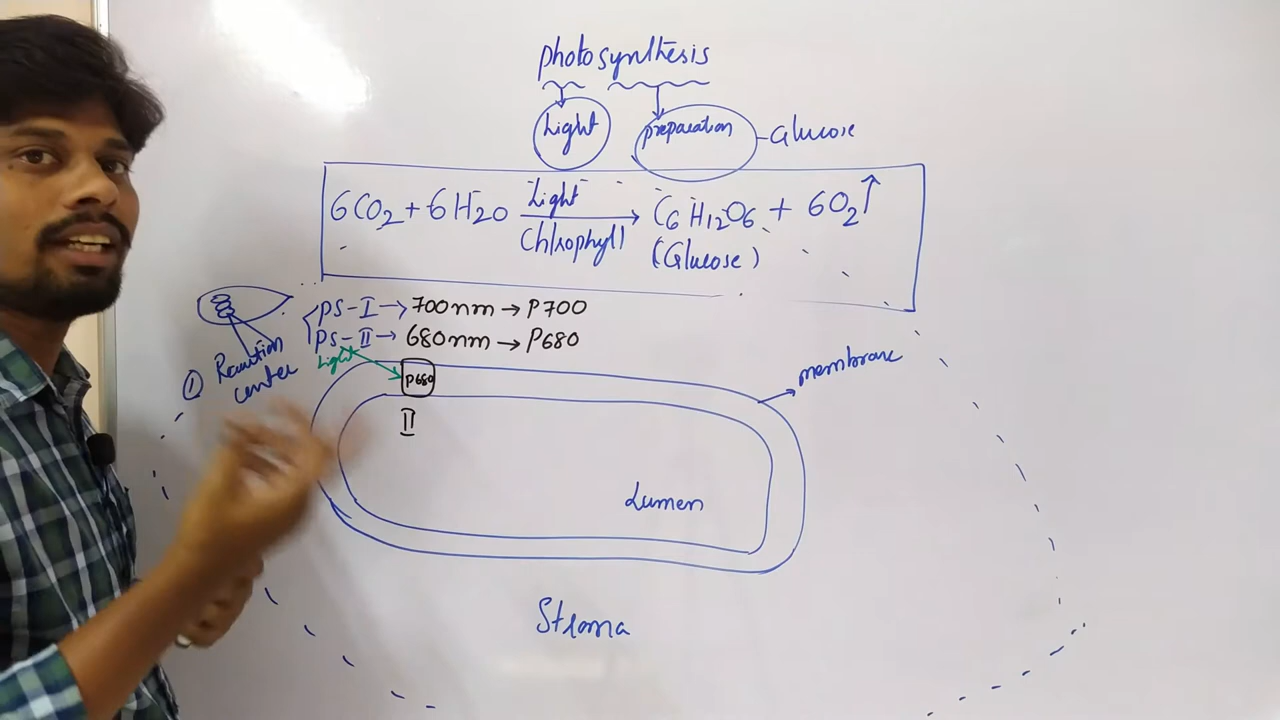 photosynthesis
Light preparation - Glucose
6CO2 + 6H2O Light Chlrophyll → C6H12O6 + 6O2↑
(Glucose)
PS-I → 700nm → P700
PS-II → 680nm → P680
Light
① Reaction
center
P680
II
membrane
Lumen
Stroma